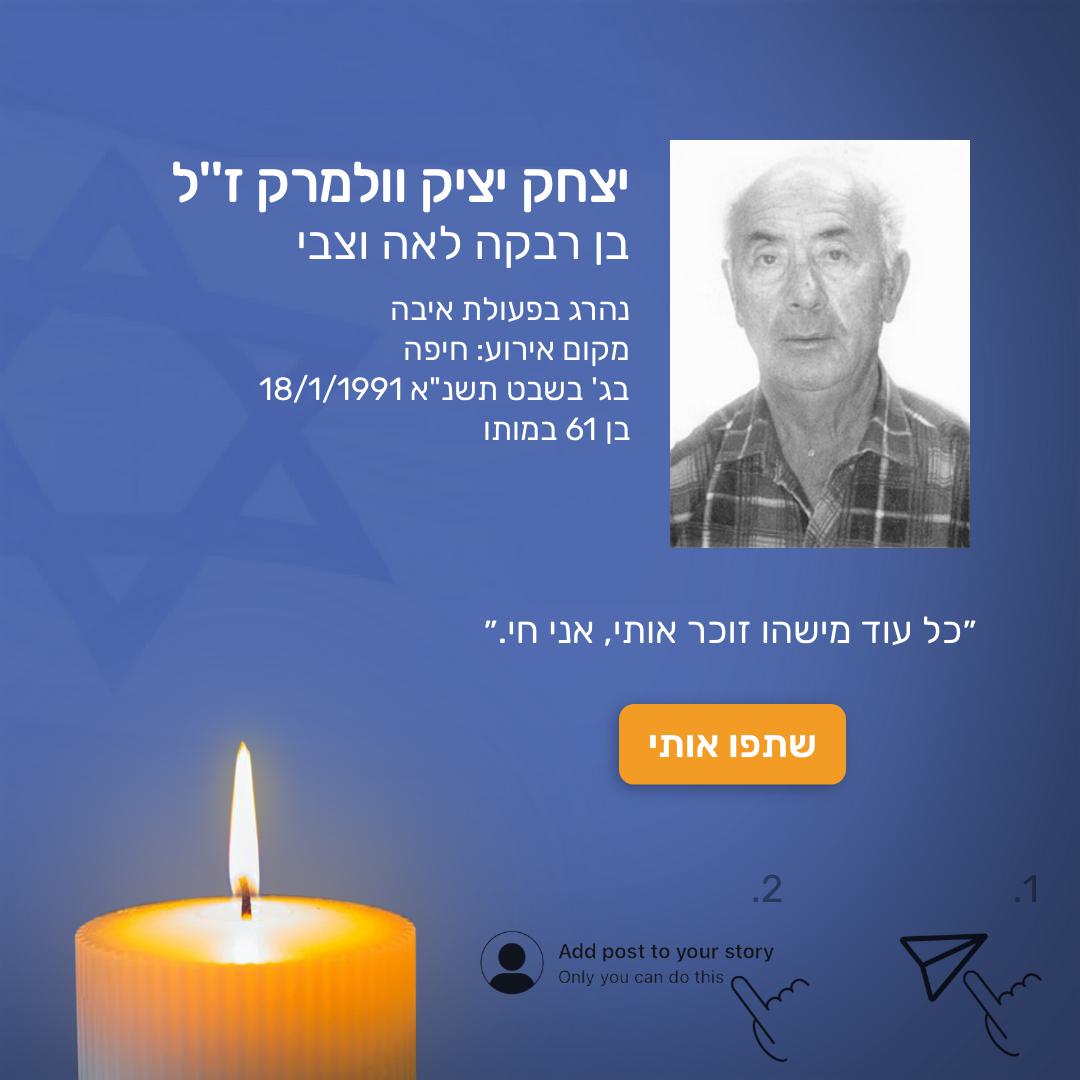 יצחק יציק וולמרק ז"ל
בן רבקה לאה וצבי
נהרג בפעולת איבה
מקום אירוע: חיפה
בג' בשבט תשנ"א 18/1/1991
בן 61 במותו
״כל עוד מישהו זוכר אותי, אני חי.״
שתפו אותי
1.
2.
Add post to your story
Only you can do this